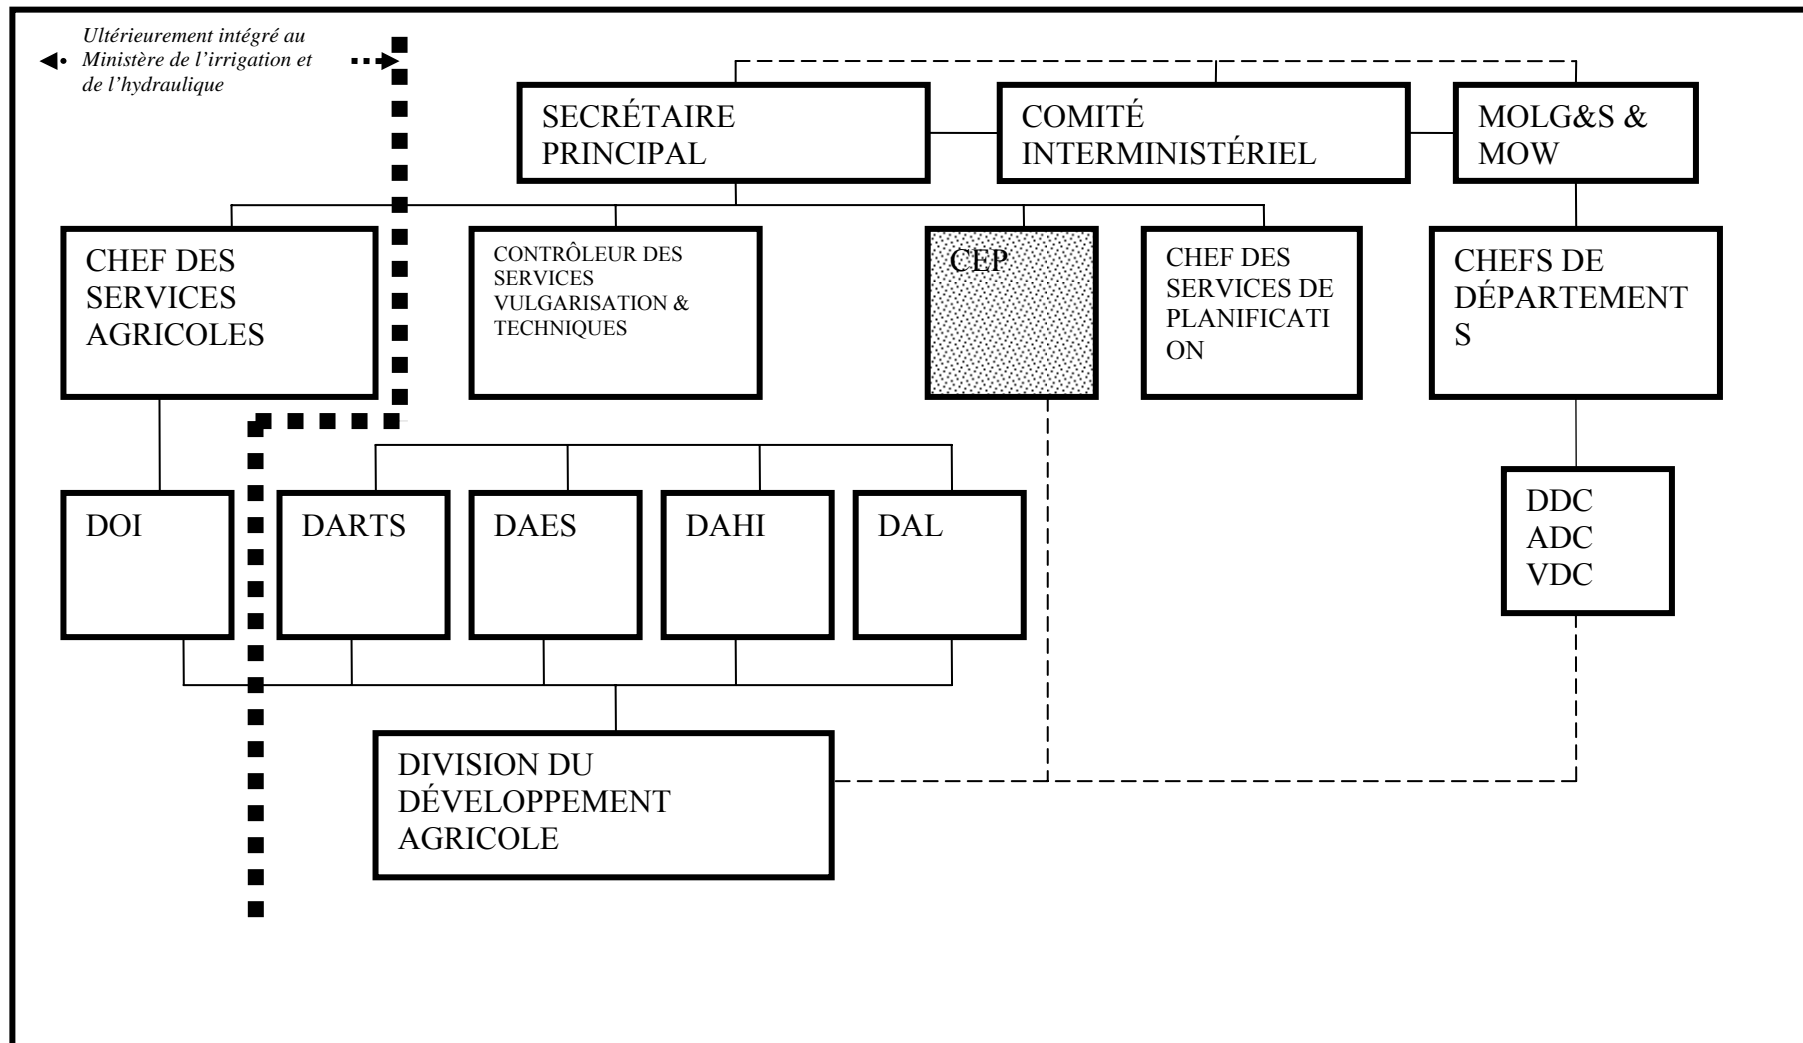 Ultérieurement intégré au
Ministère de l’irrigation et
de l’hydraulique
SECRÉTAIRE
PRINCIPAL
COMITÉ
INTERMINISTÉRIEL
MOLG&S &
MOW
CHEF DES
SERVICES
AGRICOLES
CONTRÔLEUR DES
SERVICES
VULGARISATION &
TECHNIQUES
CEP
CHEF DES
SERVICES DE
PLANIFICATI
ON
CHEFS DE
DÉPARTEMENT
S
DOI
DARTS
DAES
DAHI
DAL
DDC
ADC
VDC
DIVISION DU
DÉVELOPPEMENT
AGRICOLE